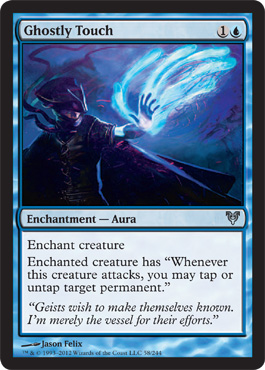 Ghostly Touch 1
Enchantment — Aura
Enchant creature
Enchanted creature has “Whenever
this creature attacks, you may tap or
untap target permanent.”
“Geists wish to make themselves known.
I’m merely the vessel for their efforts.”
Jason Felix
™ & © 1993–2012 Wizards of the Coast LLC 58/244